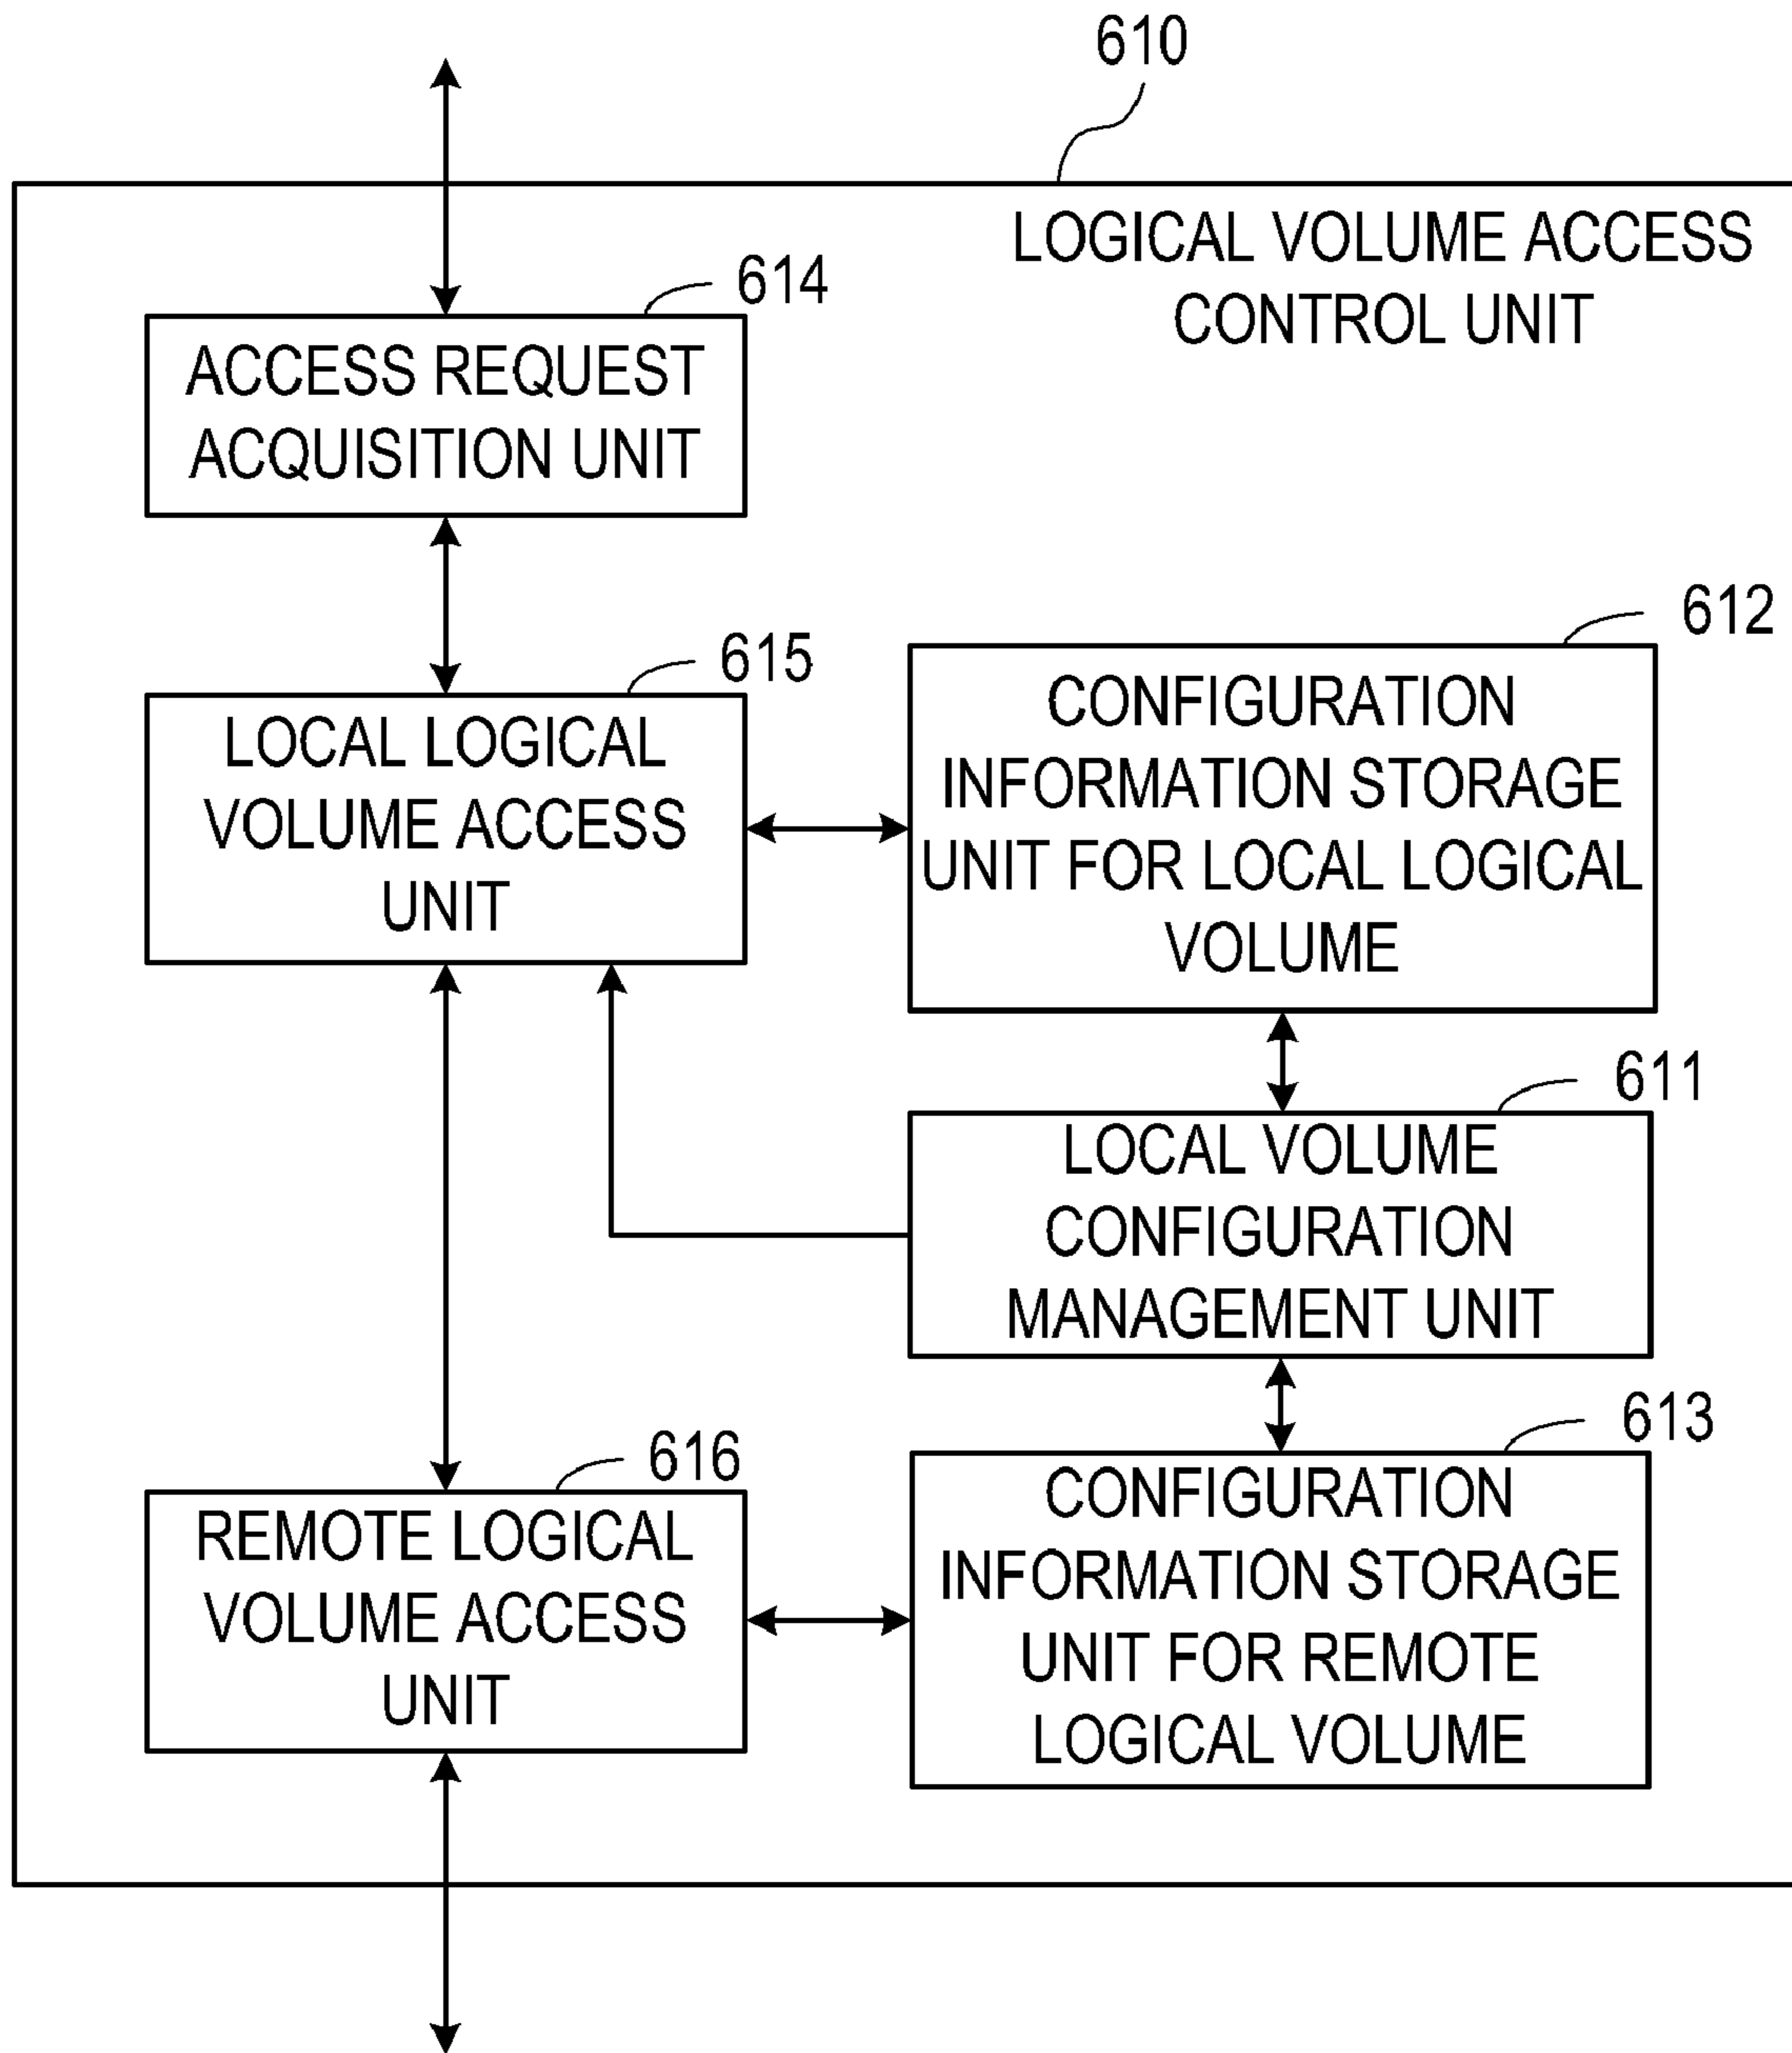 610
LOGICAL VOLUME ACCESS
CONTROL UNIT
614
ACCESS REQUEST
ACQUISITION UNIT
615
LOCAL LOGICAL
VOLUME ACCESS
UNIT
612
CONFIGURATION
INFORMATION STORAGE
UNIT FOR LOCAL LOGICAL
VOLUME
611
LOCAL VOLUME
CONFIGURATION
MANAGEMENT UNIT
616
REMOTE LOGICAL
VOLUME ACCESS
UNIT
613
CONFIGURATION
INFORMATION STORAGE
UNIT FOR REMOTE
LOGICAL VOLUME